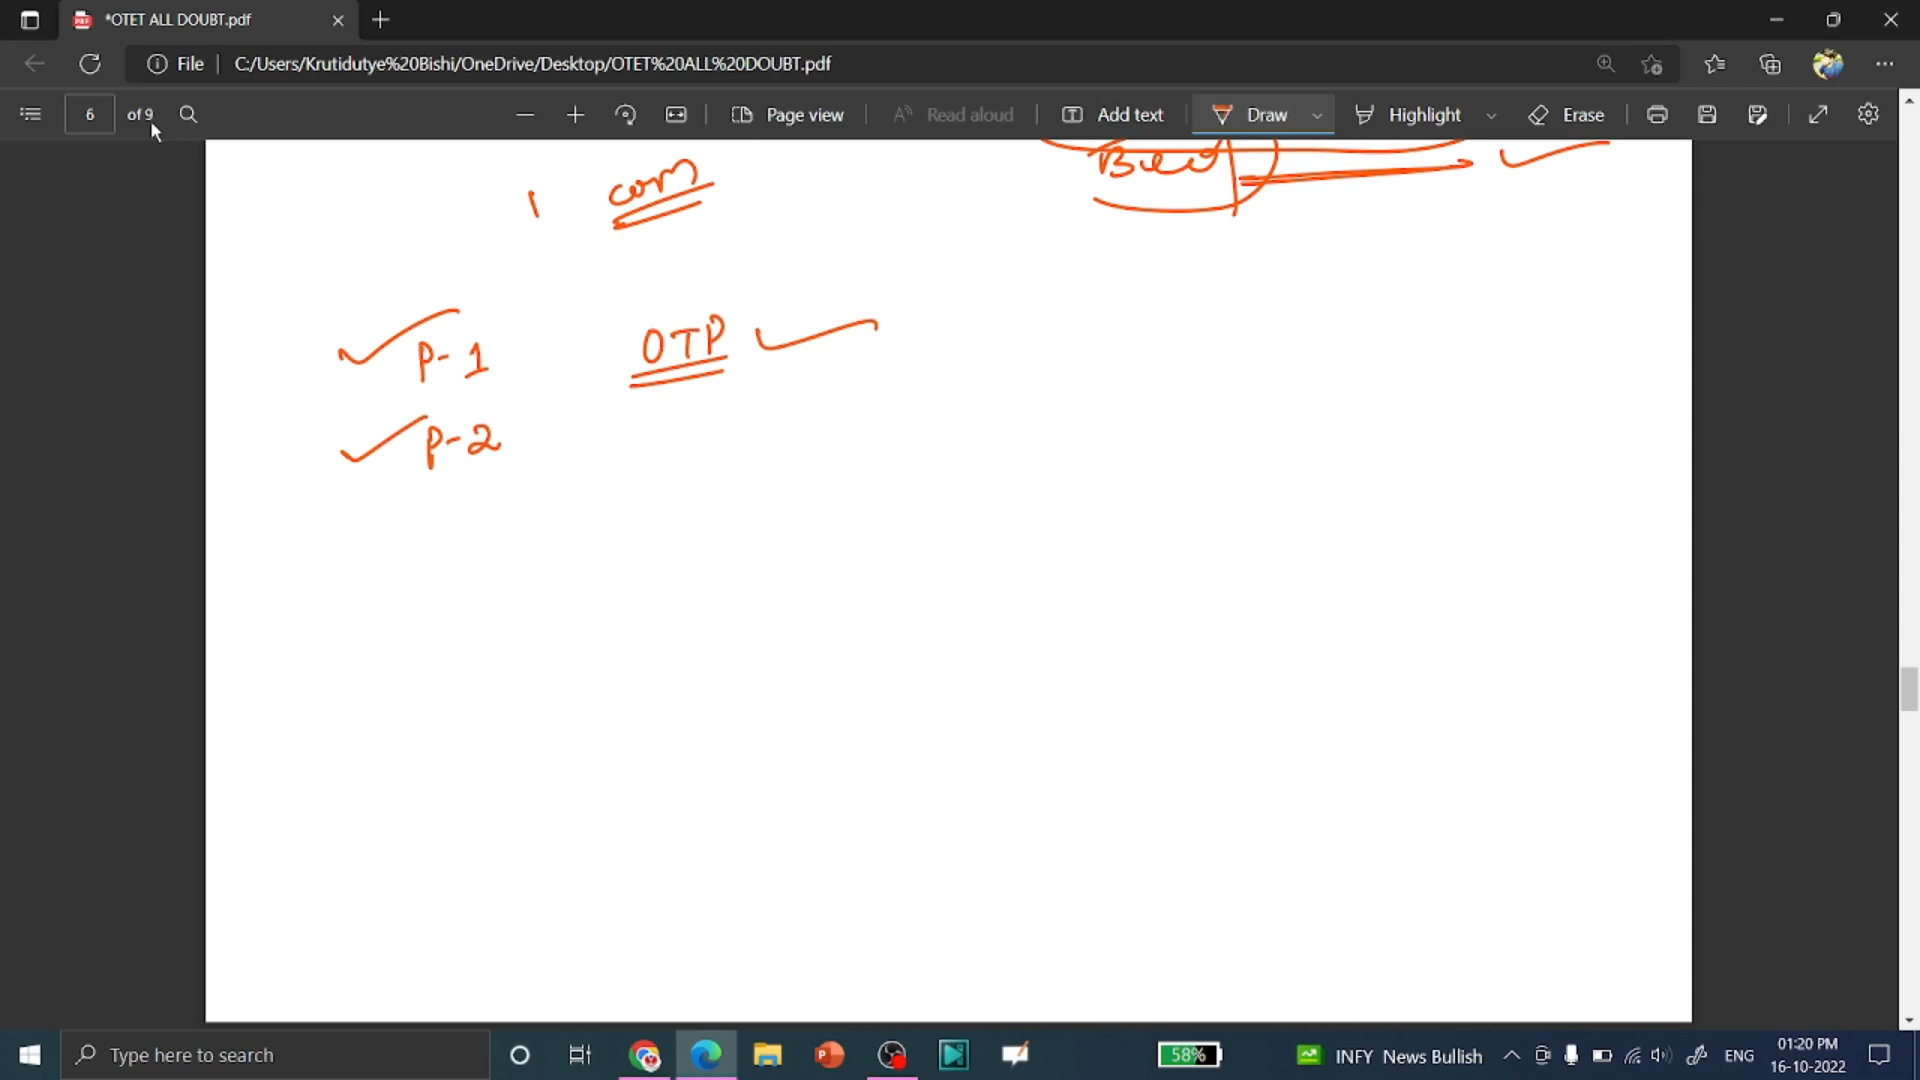 *OTET ALL DOUBT.pdf
File C:/Users/Krutidutye%20Bishi/OneDrive/Desktop/OTET%20ALL%20DOUBT.pdf
6 of 9 Page view Read aloud Add text Draw Highlight Erase
com
P-1 OTP
P-2
Type here to search 58% INFY News Bullish ENG 01:20 PM
16-10-2022